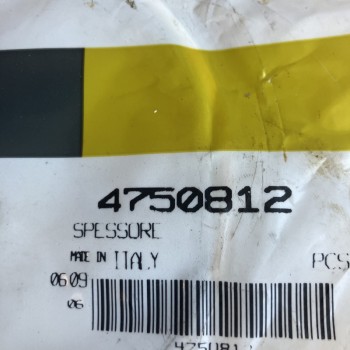 4750812
SPESSORE
MADE IN ITALY
PCS
0609
06